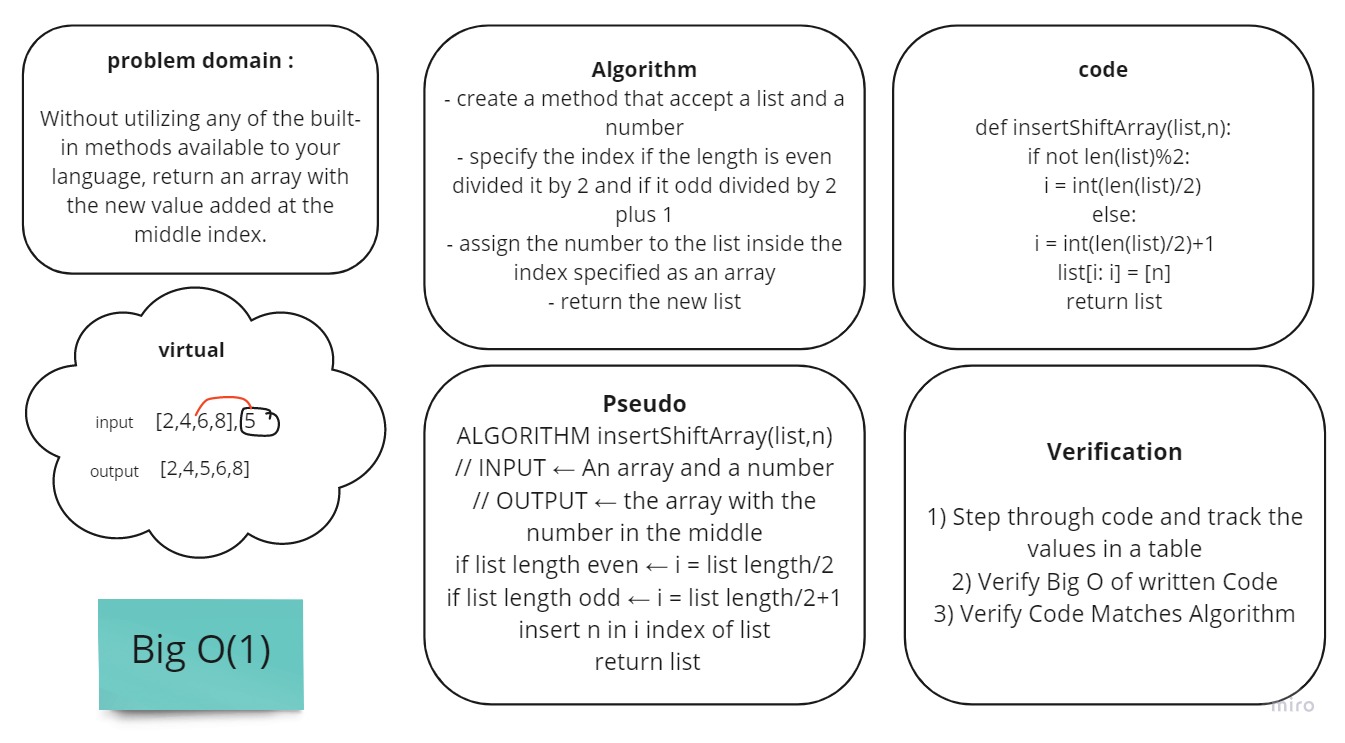 problem domain :
Without utilizing any of the built-
in methods available to your
language, return an array with
the new value added at the
middle index.
virtual
input [2,4,6,8], 5
output [2,4,5,6,8]
Big O(1)
Algorithm
- create a method that accept a list and a
number
- specify the index if the length is even
divided it by 2 and if it odd divided by 2
plus 1
- assign the number to the list inside the
index specified as an array
- return the new list
Pseudo
ALGORITHM insertShiftArray(list,n)
// INPUT ← An array and a number
// OUTPUT ← the array with the
number in the middle
if list length even ← i = list length/2
if list length odd ← i = list length/2+1
insert n in i index of list
return list
code
def insertShiftArray(list,n):
if not len(list)%2:
i = int(len(list)/2)
else:
i = int(len(list)/2)+1
list[i: i] = [n]
return list
Verification
1) Step through code and track the
values in a table
2) Verify Big O of written Code
3) Verify Code Matches Algorithm
miro